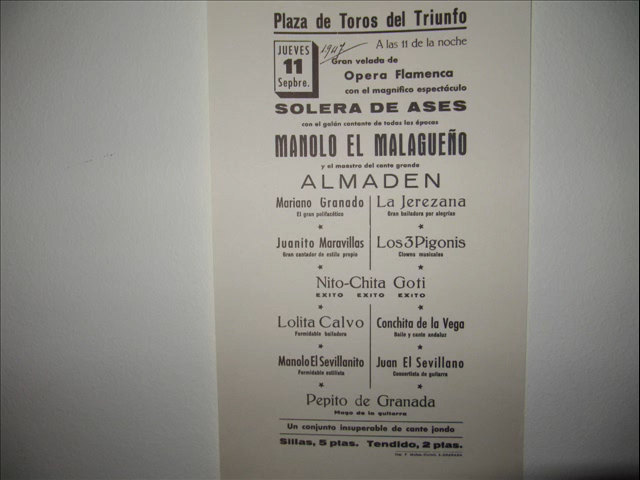 Plaza de Toros del Triunfo
JUEVES
11
Sepbre.
1947
A las 11 de la noche
Gran velada de
Opera Flamenca
con el magnífico espectáculo
SOLERA DE ASES
con el galán cantante de todas las épocas
MANOLO EL MALAGUEÑO
y el maestro del cante grande
ALMADEN
Mariano Granado
El gran polifacético
La Jerezana
Gran bailadora por alegrías
Juanito Maravillas
Gran cantador de estilo propio
Los 3 Pigonis
Clowns musicales
Nito-Chita Goti
EXITO EXITO EXITO
Lolita Calvo
Formidable bailadora
Conchita de la Vega
Baile y cante andaluz
Manolo El Sevillanito
Formidable estilista
Juan El Sevillano
Concertista de guitarra
Pepito de Granada
Mago de la guitarra
Un conjunto insuperable de cante jondo
Sillas, 5 ptas. Tendido, 2 ptas.